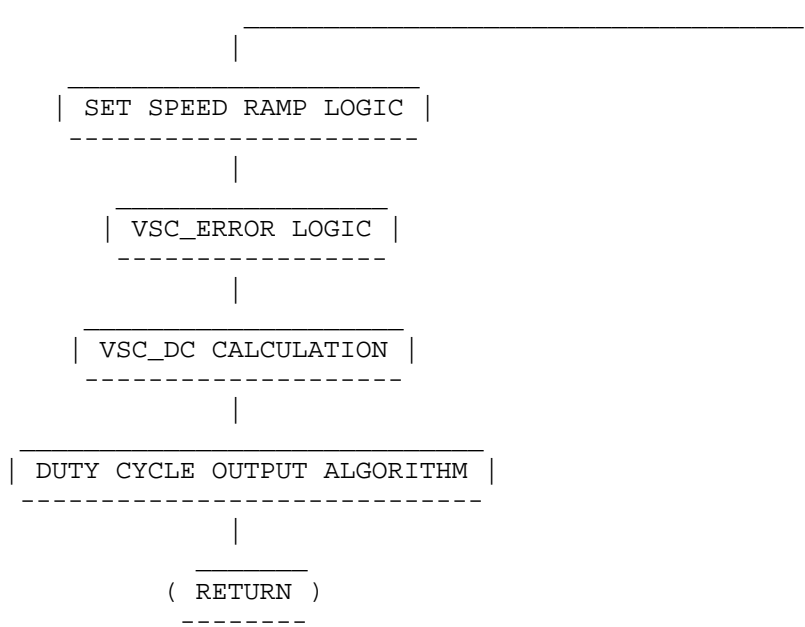 SET SPEED RAMP LOGIC
VSC_ERROR LOGIC
VSC_DC CALCULATION
DUTY CYCLE OUTPUT ALGORITHM
( RETURN )